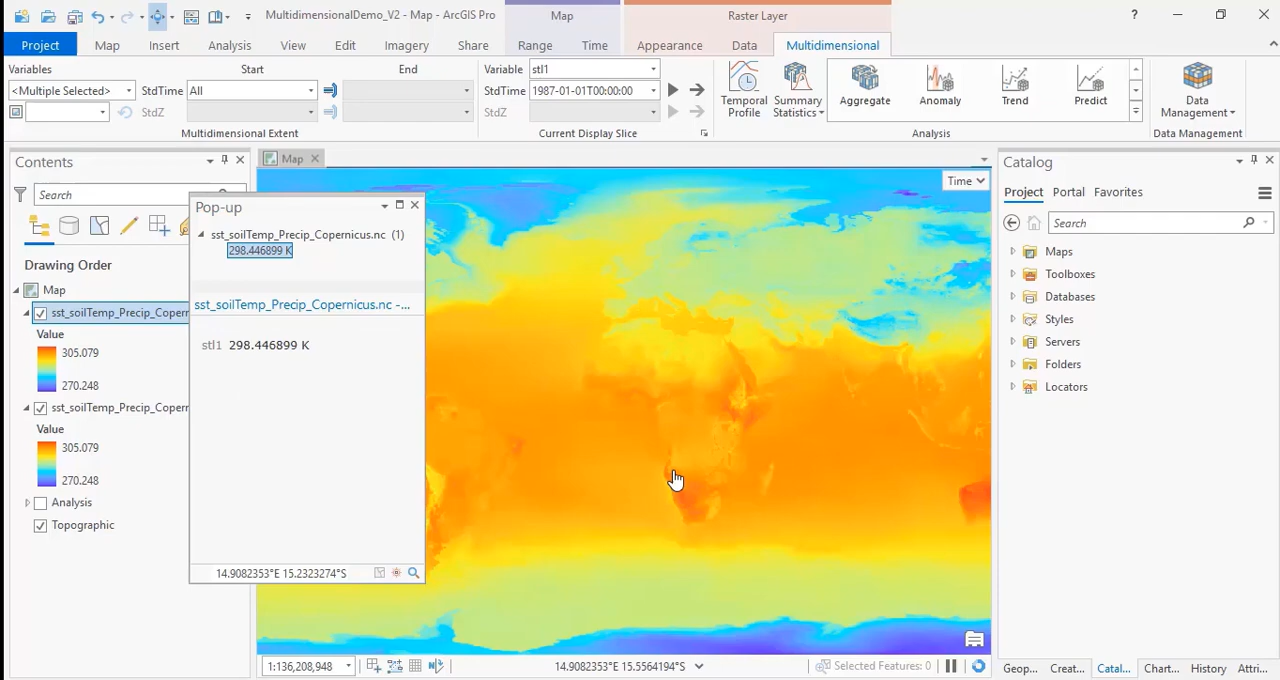 MultidimensionalDemo_V2 - Map - ArcGIS Pro
Map
Raster Layer
?
Project
Map
Insert
Analysis
View
Edit
Imagery
Share
Range
Time
Appearance
Data
Multidimensional
Variables
Start
End
<Multiple Selected>
StdTime
All
StdZ
Multidimensional Extent
Variable
stl1
StdTime
1987-01-01T00:00:00
StdZ
Current Display Slice
Temporal
Profile
Summary
Statistics
Aggregate
Anomaly
Trend
Predict
Analysis
Data
Management
Data Management
Contents
Search
Drawing Order
Map
sst_soilTemp_Precip_Copern
Value
305.079
270.248
sst_soilTemp_Precip_Copern
Value
305.079
270.248
Analysis
Topographic
Pop-up
sst_soilTemp_Precip_Copernicus.nc (1)
298.446899 K
sst_soilTemp_Precip_Copernicus.nc -...
stl1 298.446899 K
14.9082353°E 15.2323274°S
Map
Time
1:136,208,948
14.9082353°E 15.5564194°S
Selected Features: 0
Catalog
Project
Portal
Favorites
Search
Maps
Toolboxes
Databases
Styles
Servers
Folders
Locators
Geop...
Creat...
Catal...
Chart...
History
Attri...